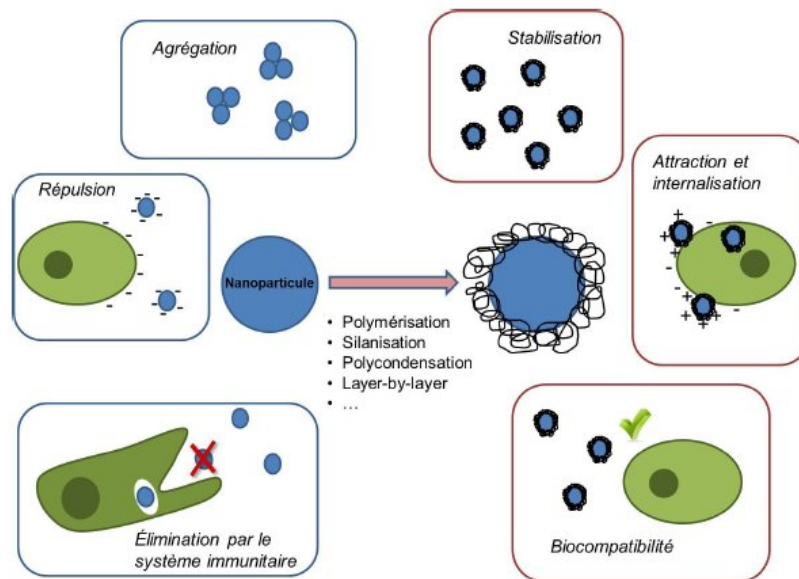 Agrégation
Stabilisation
Répulsion
Attraction et
internalisation
Nanoparticule
• Polymérisation
• Silanisation
• Polycondensation
• Layer-by-layer
• …
Élimination par le
système immunitaire
Biocompatibilité